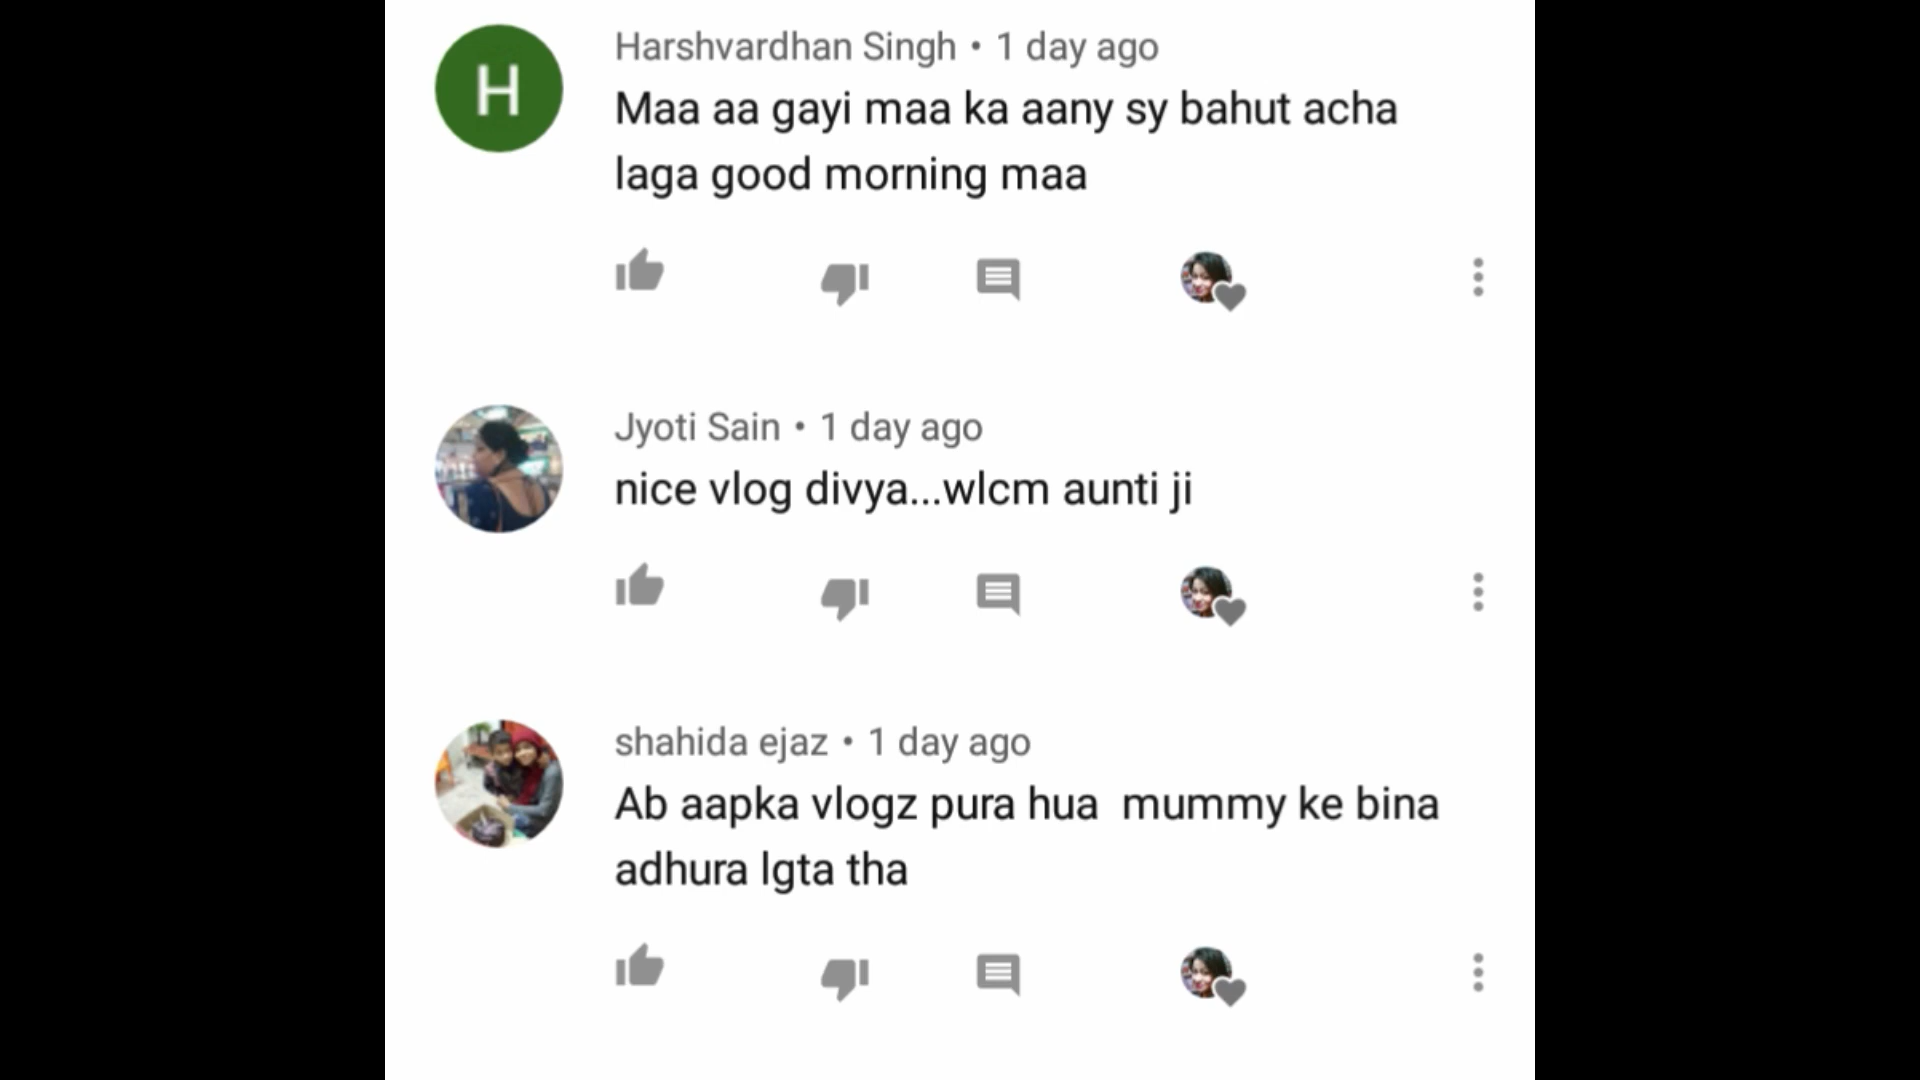 H
Harshvardhan Singh • 1 day ago
Maa aa gayi maa ka aany sy bahut acha
laga good morning maa
Jyoti Sain • 1 day ago
nice vlog divya...wlcm aunti ji
shahida ejaz • 1 day ago
Ab aapka vlogz pura hua  mummy ke bina
adhura lgta tha